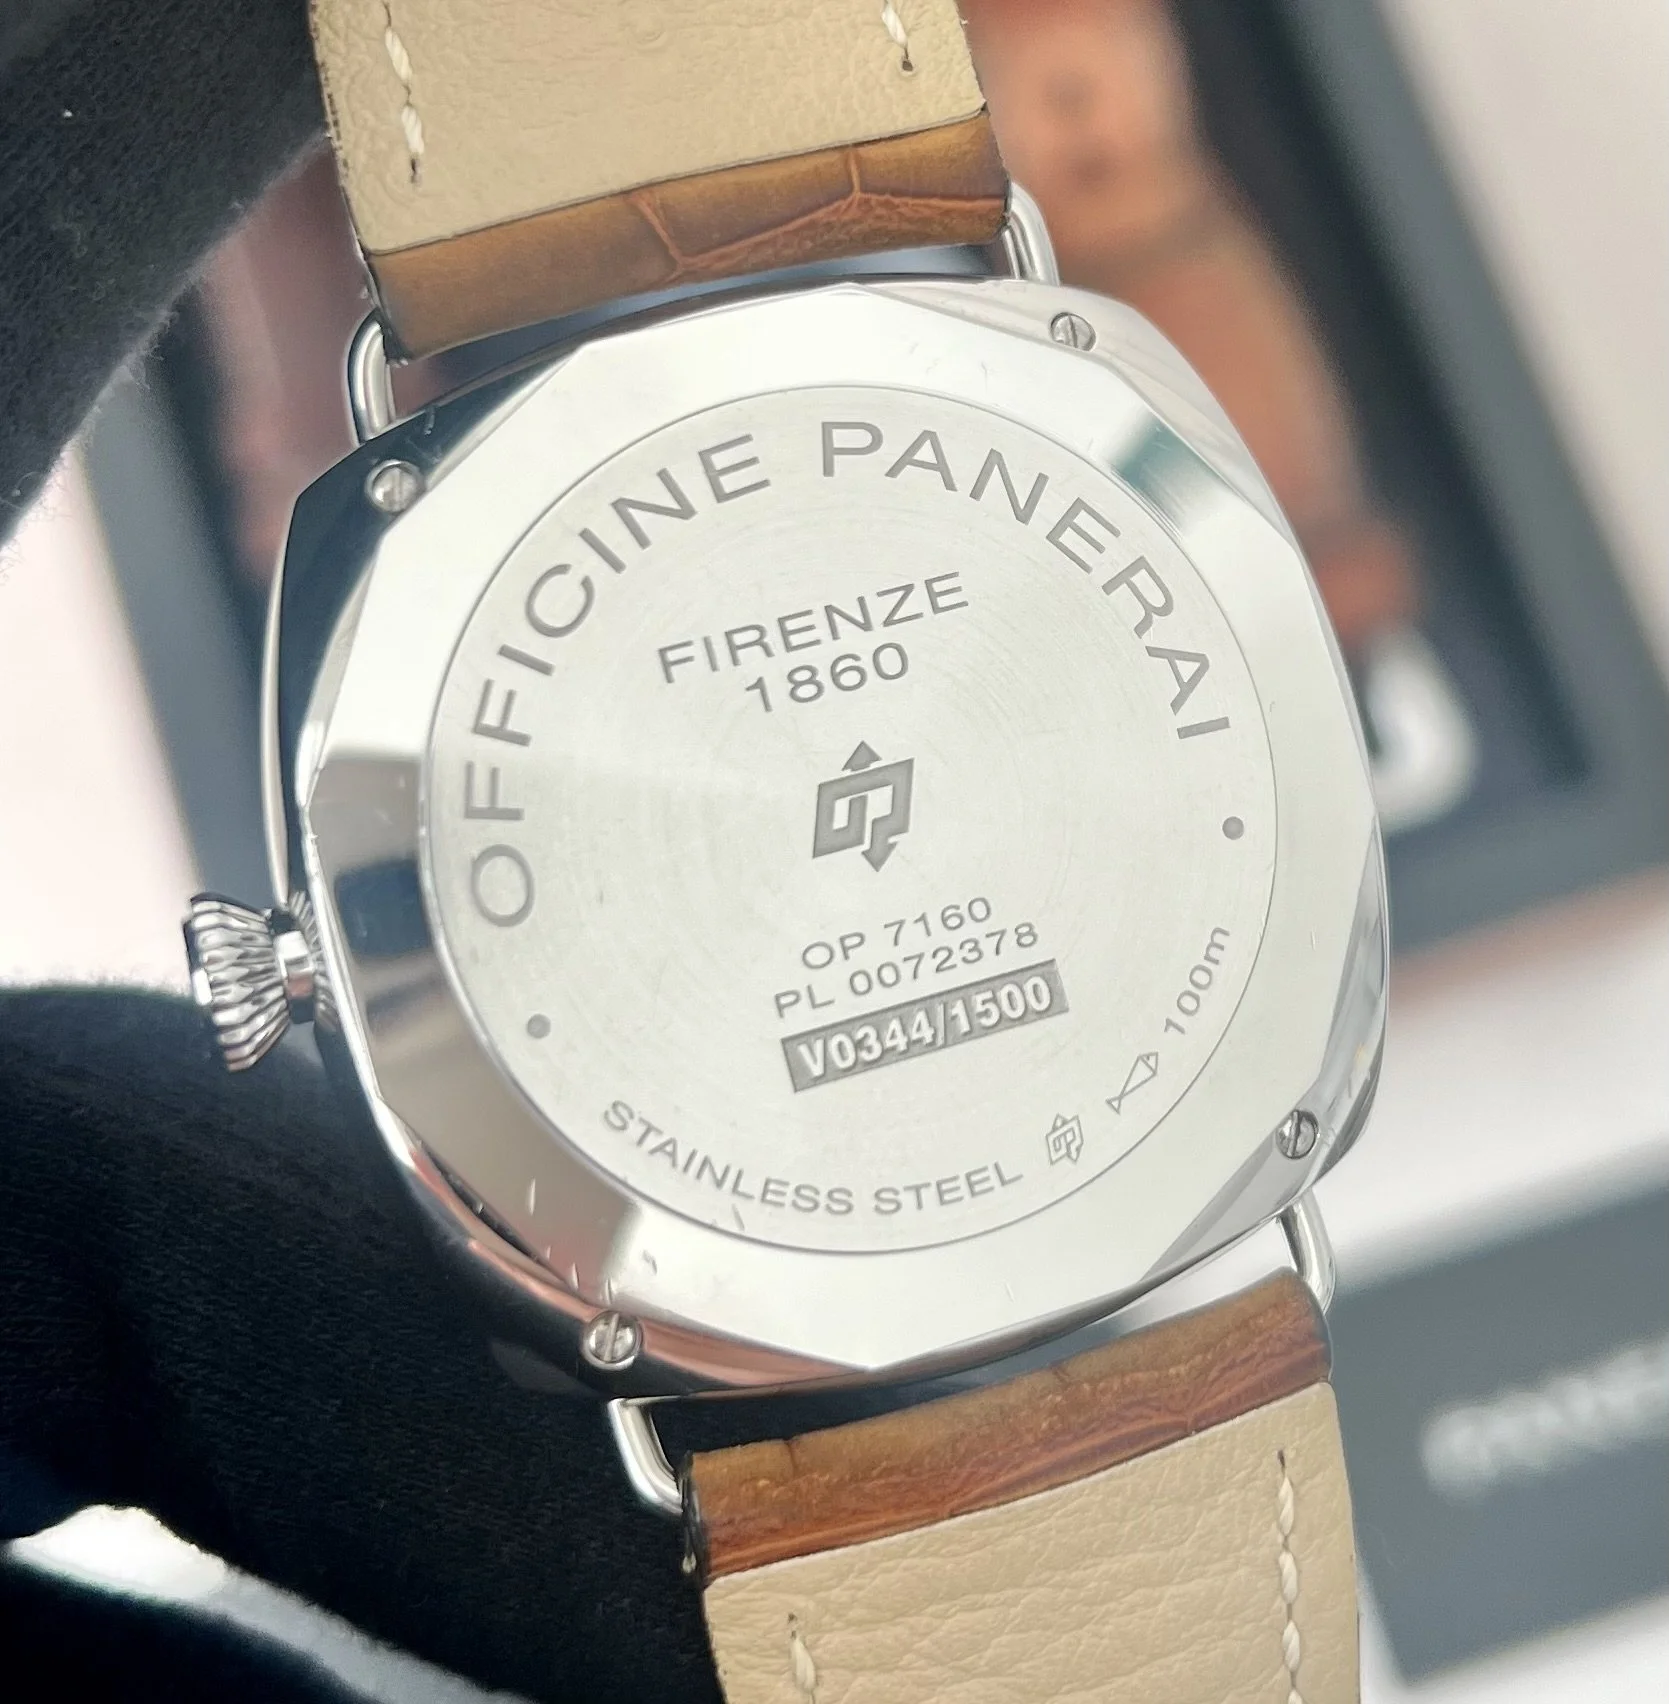 OFFICINE PANERAI
FIRENZE
1860
OP 7160
PL 0072378
V0344/1500
100m
STAINLESS STEEL